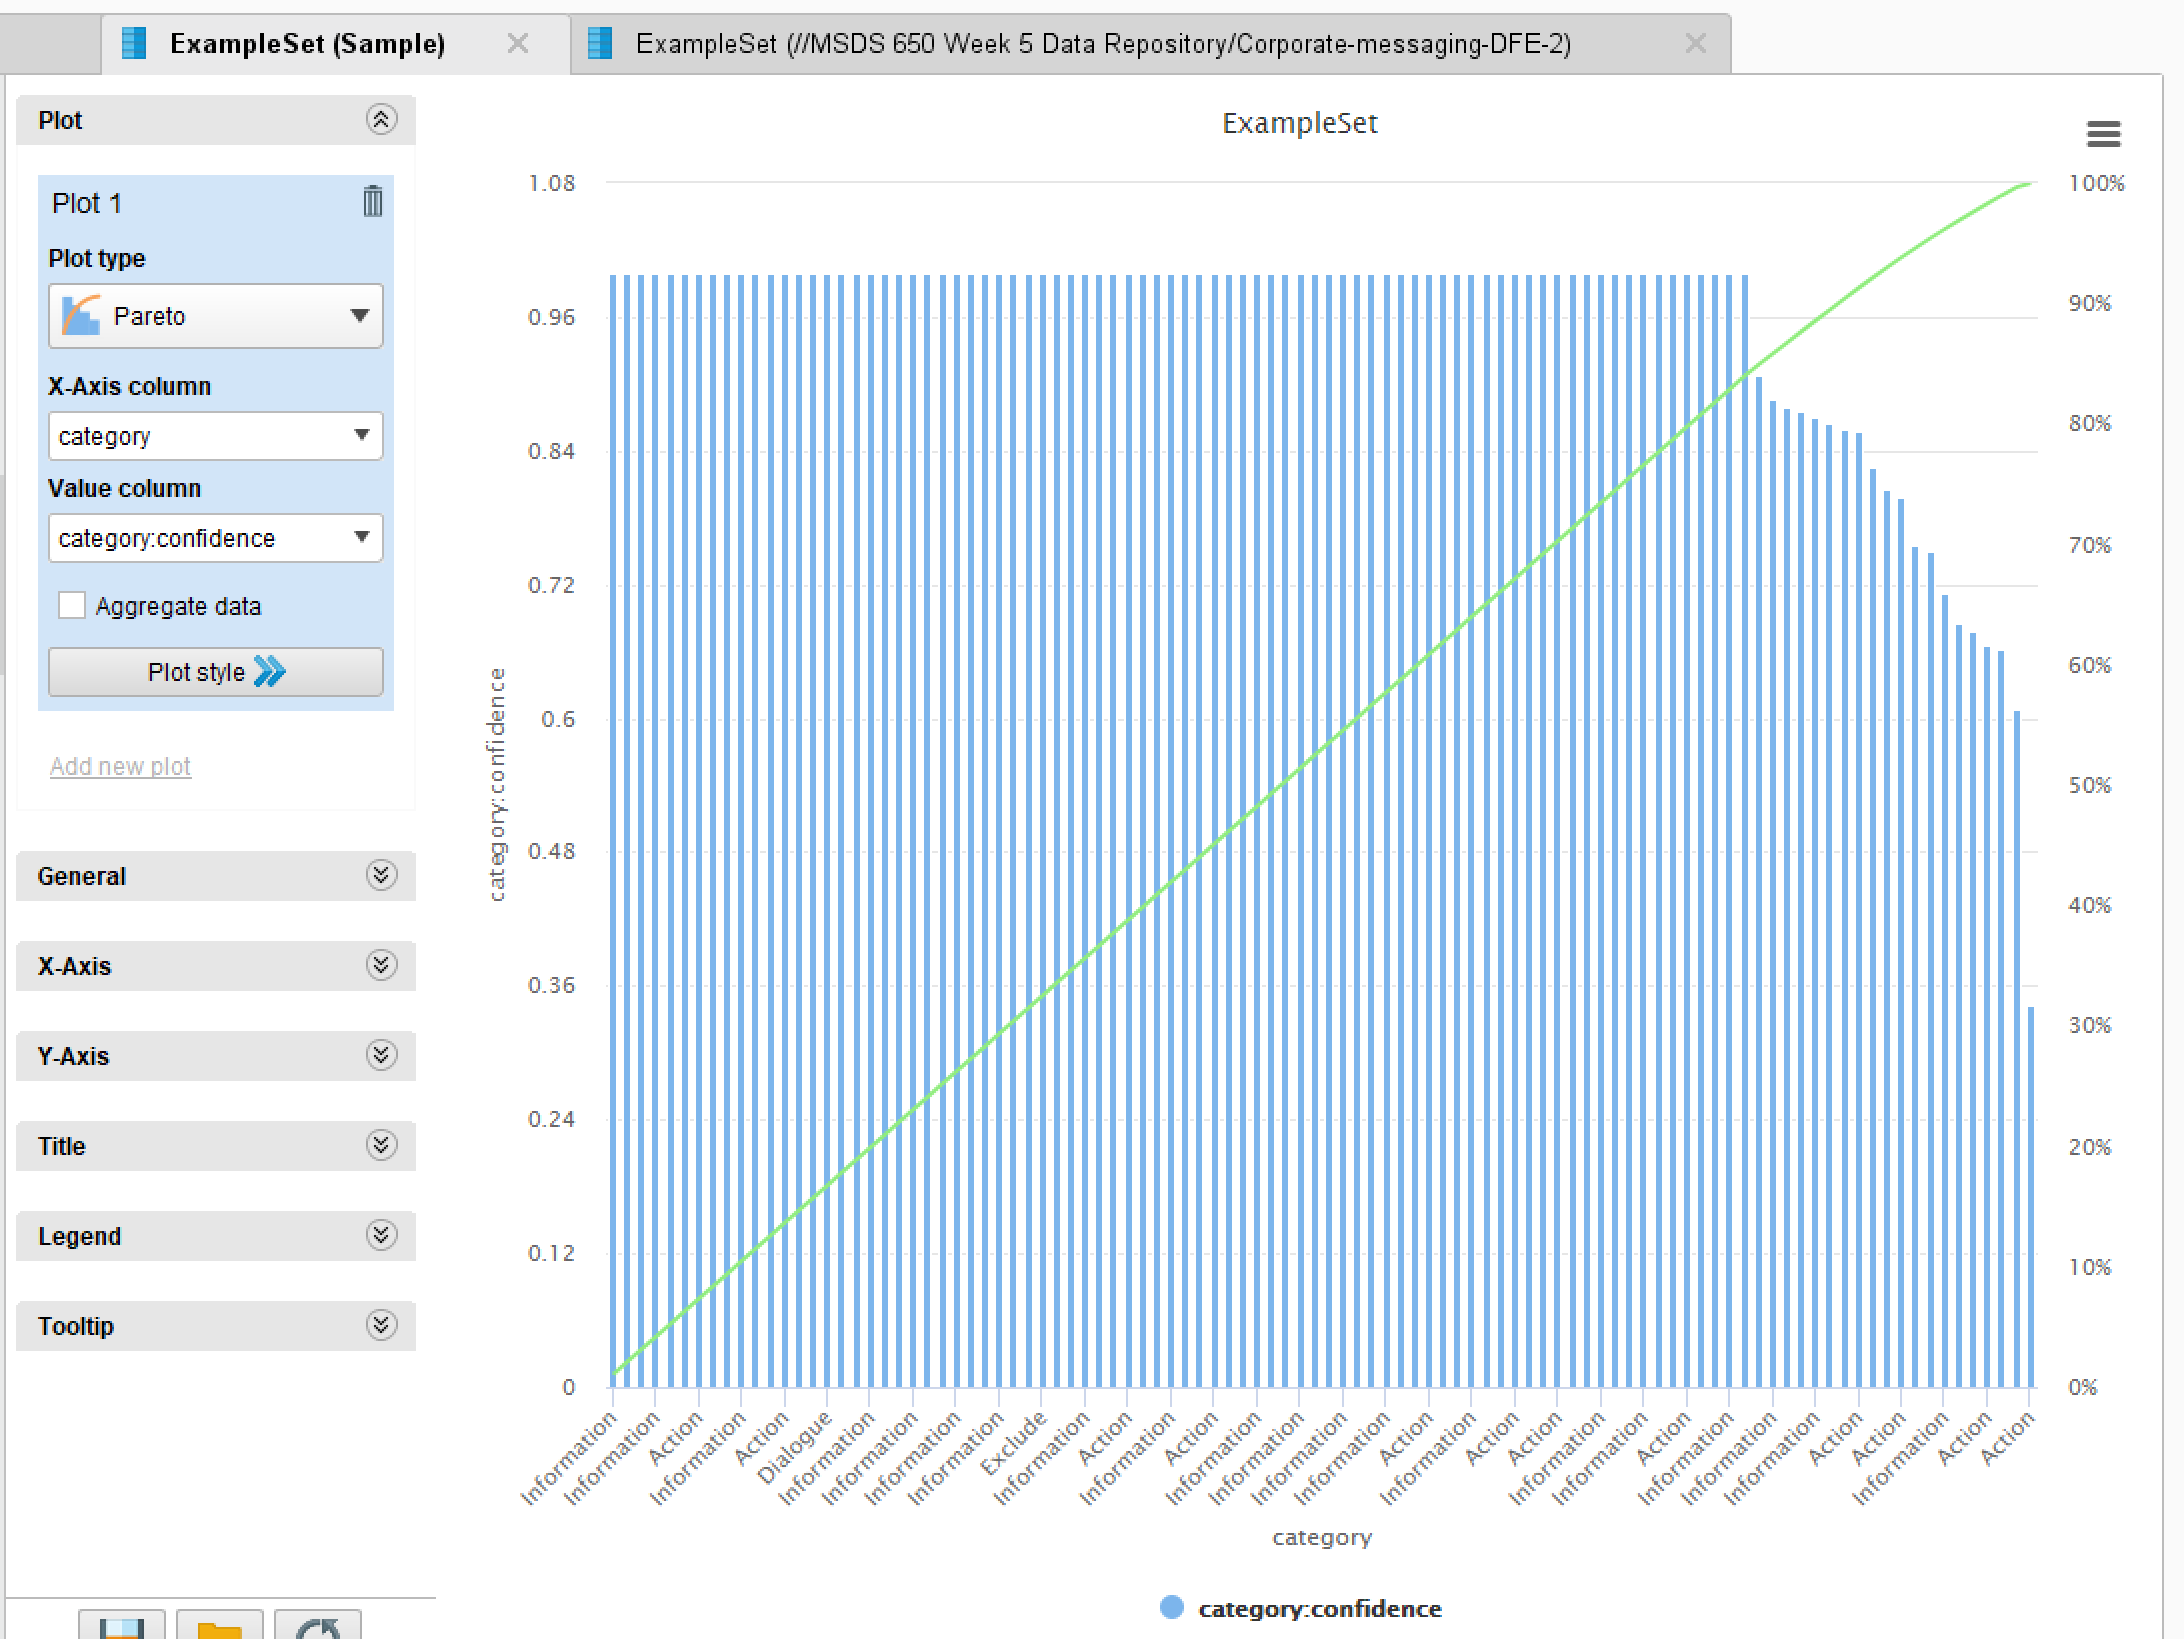 ExampleSet (Sample)
ExampleSet (//MSDS 650 Week 5 Data Repository/Corporate-messaging-DFE-2)
Plot
Plot 1
Plot type
Pareto
X-Axis column
category
Value column
category:confidence
Aggregate data
Plot style
Add new plot
General
X-Axis
Y-Axis
Title
Legend
Tooltip
ExampleSet
1.08
0.96
0.84
0.72
0.6
0.48
0.36
0.24
0.12
0
category:confidence
100%
90%
80%
70%
60%
50%
40%
30%
20%
10%
0%
Information
Information
Action
Information
Action
Dialogue
Information
Information
Information
Information
Exclude
Information
Action
Information
Action
Information
Information
Information
Information
Action
Information
Action
Action
Information
Information
Action
Information
Information
Information
Action
Action
Information
Action
Action
category
category:confidence